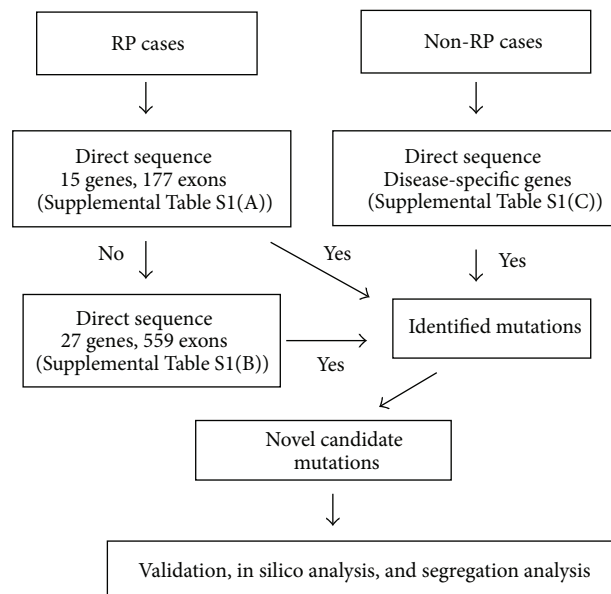 RP cases
Non-RP cases
Direct sequence
15 genes, 177 exons
(Supplemental Table S1(A))
Direct sequence
Disease-specific genes
(Supplemental Table S1(C))
No
Yes
Yes
Direct sequence
27 genes, 559 exons
(Supplemental Table S1(B))
Yes
Identified mutations
Novel candidate
mutations
Validation, in silico analysis, and segregation analysis